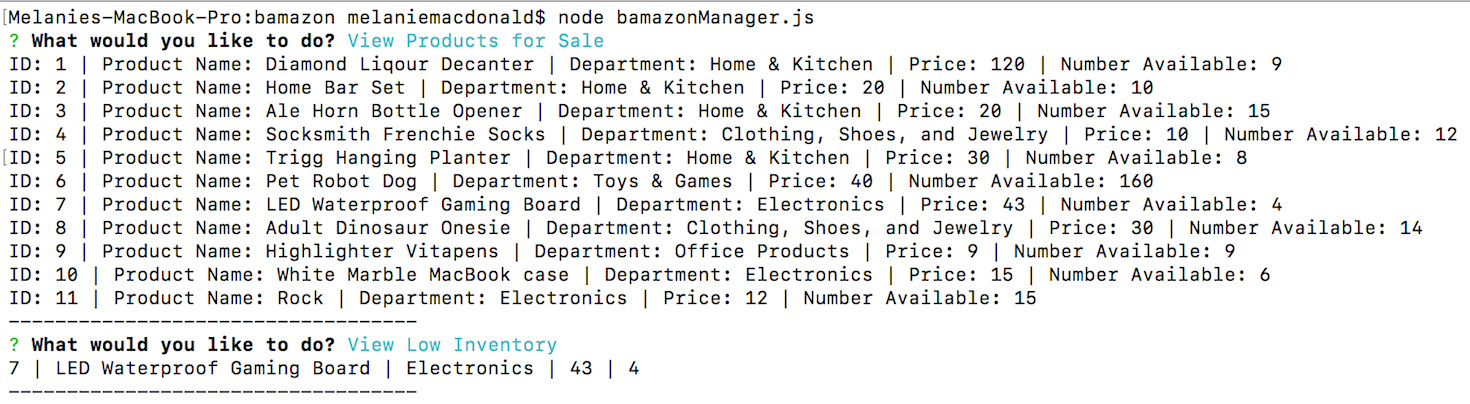 [Melanies-MacBook-Pro:bamazon melaniemacdonald$ node bamazonManager.js
? What would you like to do? View Products for Sale
ID: 1 | Product Name: Diamond Liqour Decanter | Department: Home & Kitchen | Price: 120 | Number Available: 9
ID: 2 | Product Name: Home Bar Set | Department: Home & Kitchen | Price: 20 | Number Available: 10
ID: 3 | Product Name: Ale Horn Bottle Opener | Department: Home & Kitchen | Price: 20 | Number Available: 15
ID: 4 | Product Name: Socksmith Frenchie Socks | Department: Clothing, Shoes, and Jewelry | Price: 10 | Number Available: 12
[ID: 5 | Product Name: Trigg Hanging Planter | Department: Home & Kitchen | Price: 30 | Number Available: 8
ID: 6 | Product Name: Pet Robot Dog | Department: Toys & Games | Price: 40 | Number Available: 160
ID: 7 | Product Name: LED Waterproof Gaming Board | Department: Electronics | Price: 43 | Number Available: 4
ID: 8 | Product Name: Adult Dinosaur Onesie | Department: Clothing, Shoes, and Jewelry | Price: 30 | Number Available: 14
ID: 9 | Product Name: Highlighter Vitapens | Department: Office Products | Price: 9 | Number Available: 9
ID: 10 | Product Name: White Marble MacBook case | Department: Electronics | Price: 15 | Number Available: 6
ID: 11 | Product Name: Rock | Department: Electronics | Price: 12 | Number Available: 15
-----------------------------------
? What would you like to do? View Low Inventory
7 | LED Waterproof Gaming Board | Electronics | 43 | 4
-----------------------------------